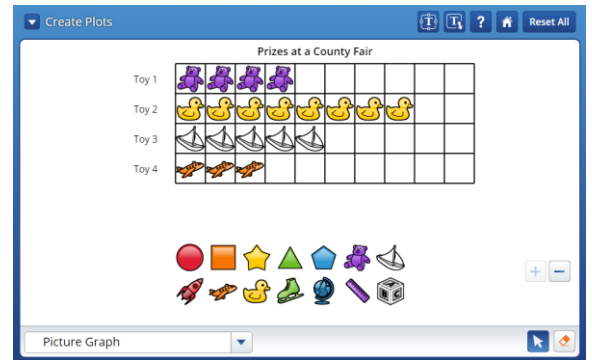 Create Plots
T
T
?
Reset All
Prizes at a County Fair
Toy 1
Toy 2
Toy 3
Toy 4
A
B
C
+
−
Picture Graph